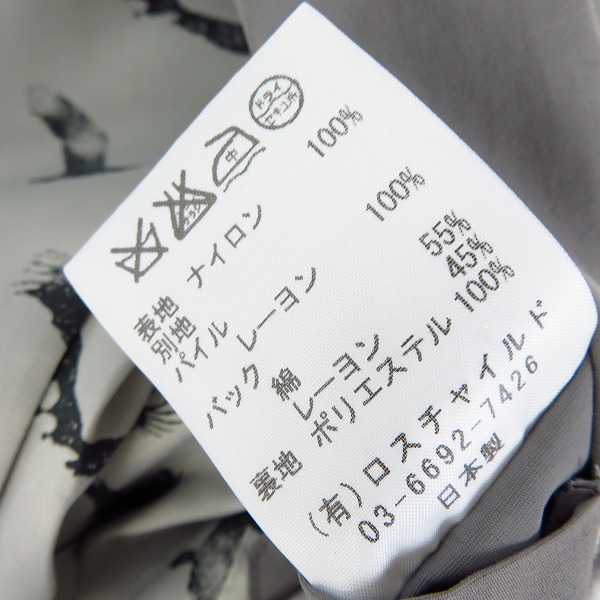 中
ドライ
セキユ系
表地 ナイロン 100%
別地
パイル レーヨン 100%
バック 綿 55%
レーヨン 45%
裏地 ポリエステル 100%
(有)ロスチャイルド
03-6692-7426
日本製